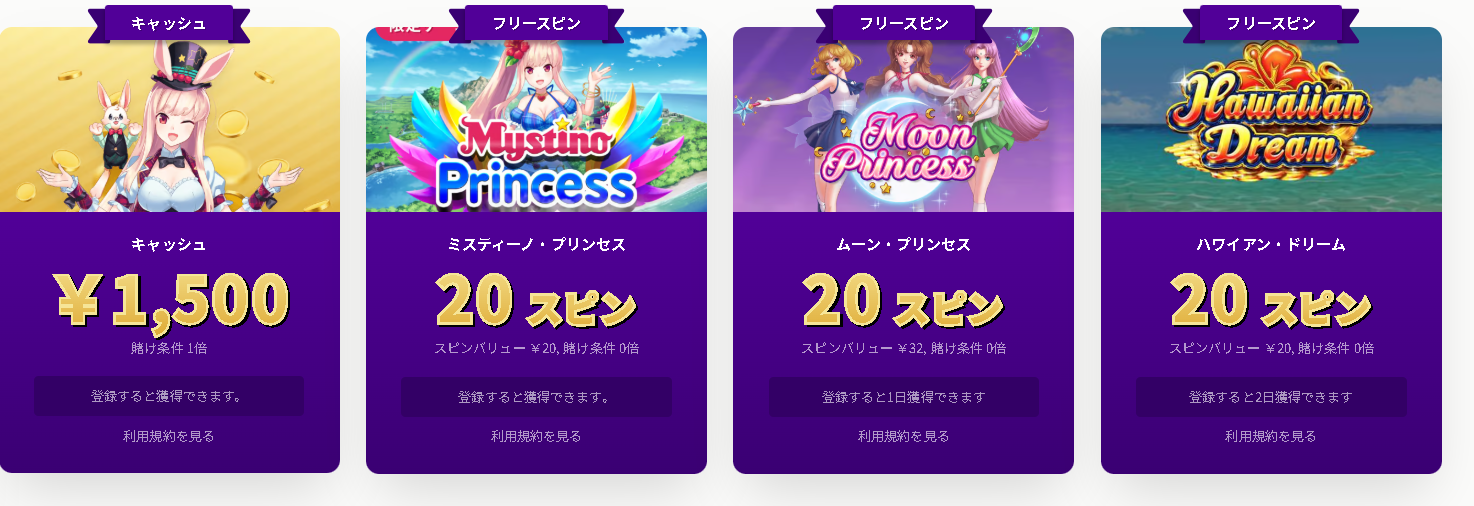 キャッシュ
キャッシュ
¥1,500
賭け条件 1倍
登録すると獲得できます。
利用規約を見る
フリースピン
Mystino
Princess
ミスティーノ・プリンセス
20 スピン
スピンバリュー ¥20, 賭け条件 0倍
登録すると獲得できます。
利用規約を見る
フリースピン
Moon
Princess
ムーン・プリンセス
20 スピン
スピンバリュー ¥32, 賭け条件 0倍
登録すると1日獲得できます
利用規約を見る
フリースピン
Hawaiian
Dream
ハワイアン・ドリーム
20 スピン
スピンバリュー ¥20, 賭け条件 0倍
登録すると2日獲得できます
利用規約を見る